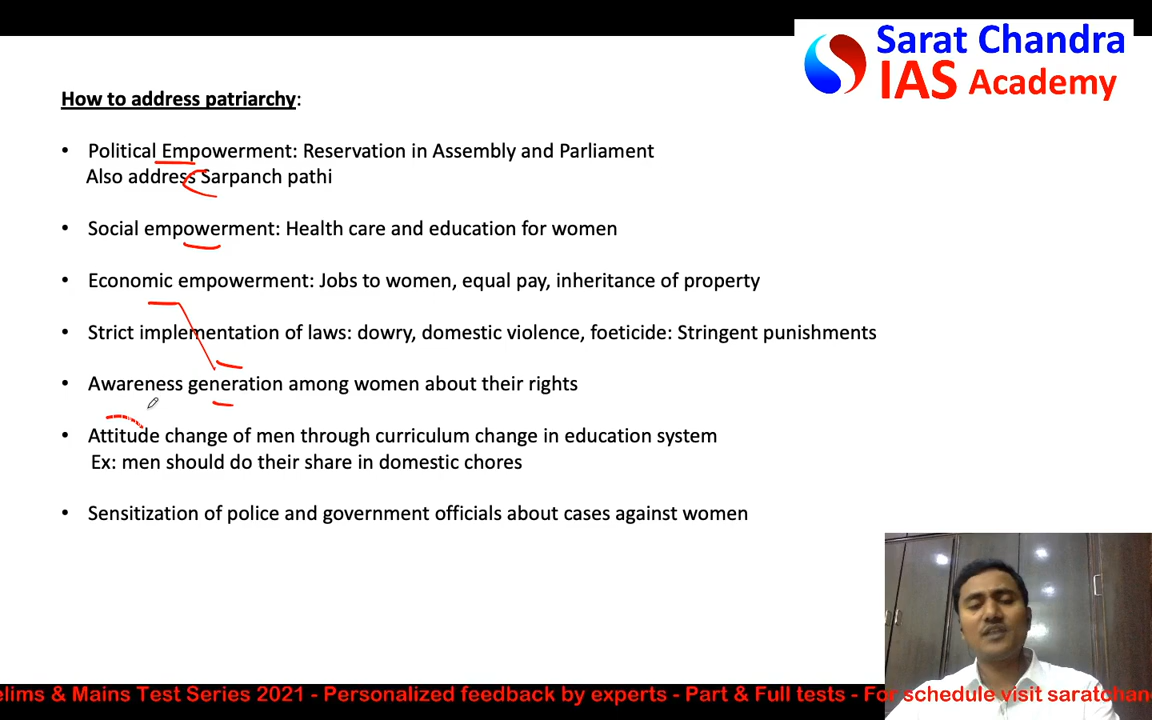 Sarat Chandra
IAS Academy
How to address patriarchy:
• Political Empowerment: Reservation in Assembly and Parliament
Also address Sarpanch pathi
• Social empowerment: Health care and education for women
• Economic empowerment: Jobs to women, equal pay, inheritance of property
Strict implementation of laws: dowry, domestic violence, foeticide: Stringent punishments
• Awareness generation among women about their rights
• Attitude change of men through curriculum change in education system
Ex: men should do their share in domestic chores
• Sensitization of police and government officials about cases against women
elims & Mains Test Series 2021 - Personalized feedback by experts - Part & Full tests - For schedule visit saratchan